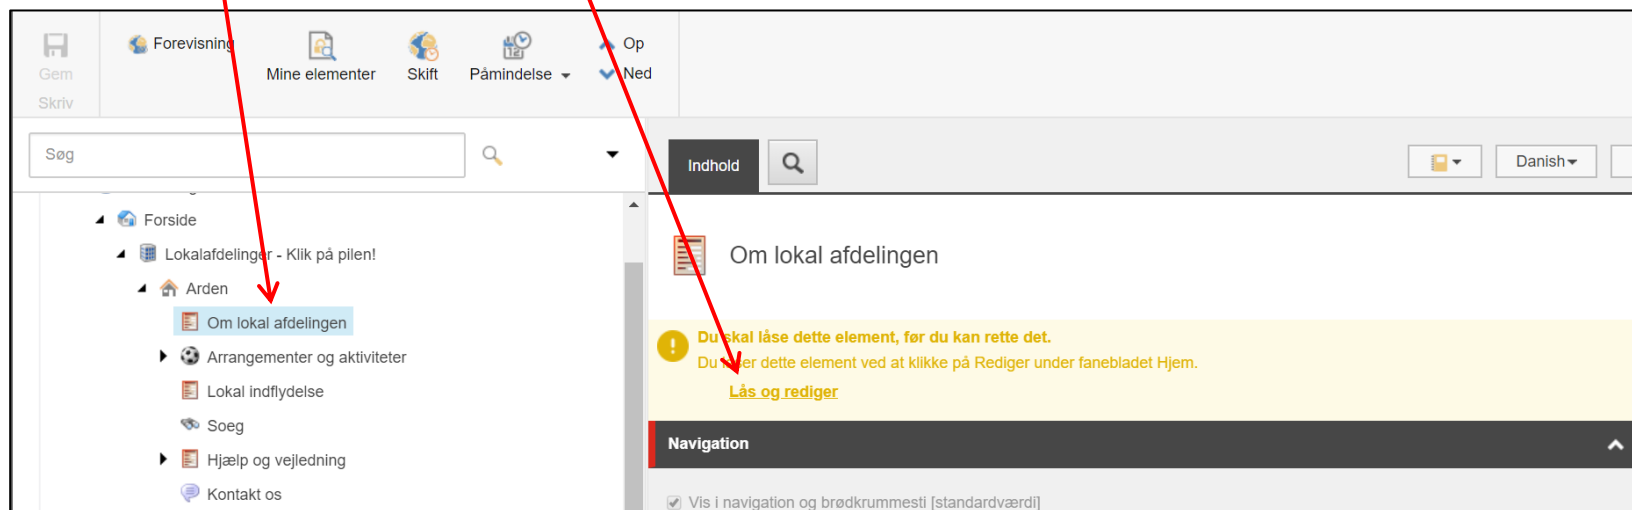 Forevisning
Op
Gem
Mine elementer
Skift
Påmindelse
Ned
Skriv
Søg
Indhold
Danish
Forside
Lokalafdelinger - Klik på pilen!
Om lokal afdelingen
Arden
Om lokal afdelingen
Du skal låse dette element, før du kan rette det.
Arrangementer og aktiviteter
Du låser dette element ved at klikke på Rediger under fanebladet Hjem.
Lokal indflydelse
Lås og rediger
Soeg
Navigation
Hjælp og vejledning
Kontakt os
Vis i navigation og brødkrummesti [standardværdi]